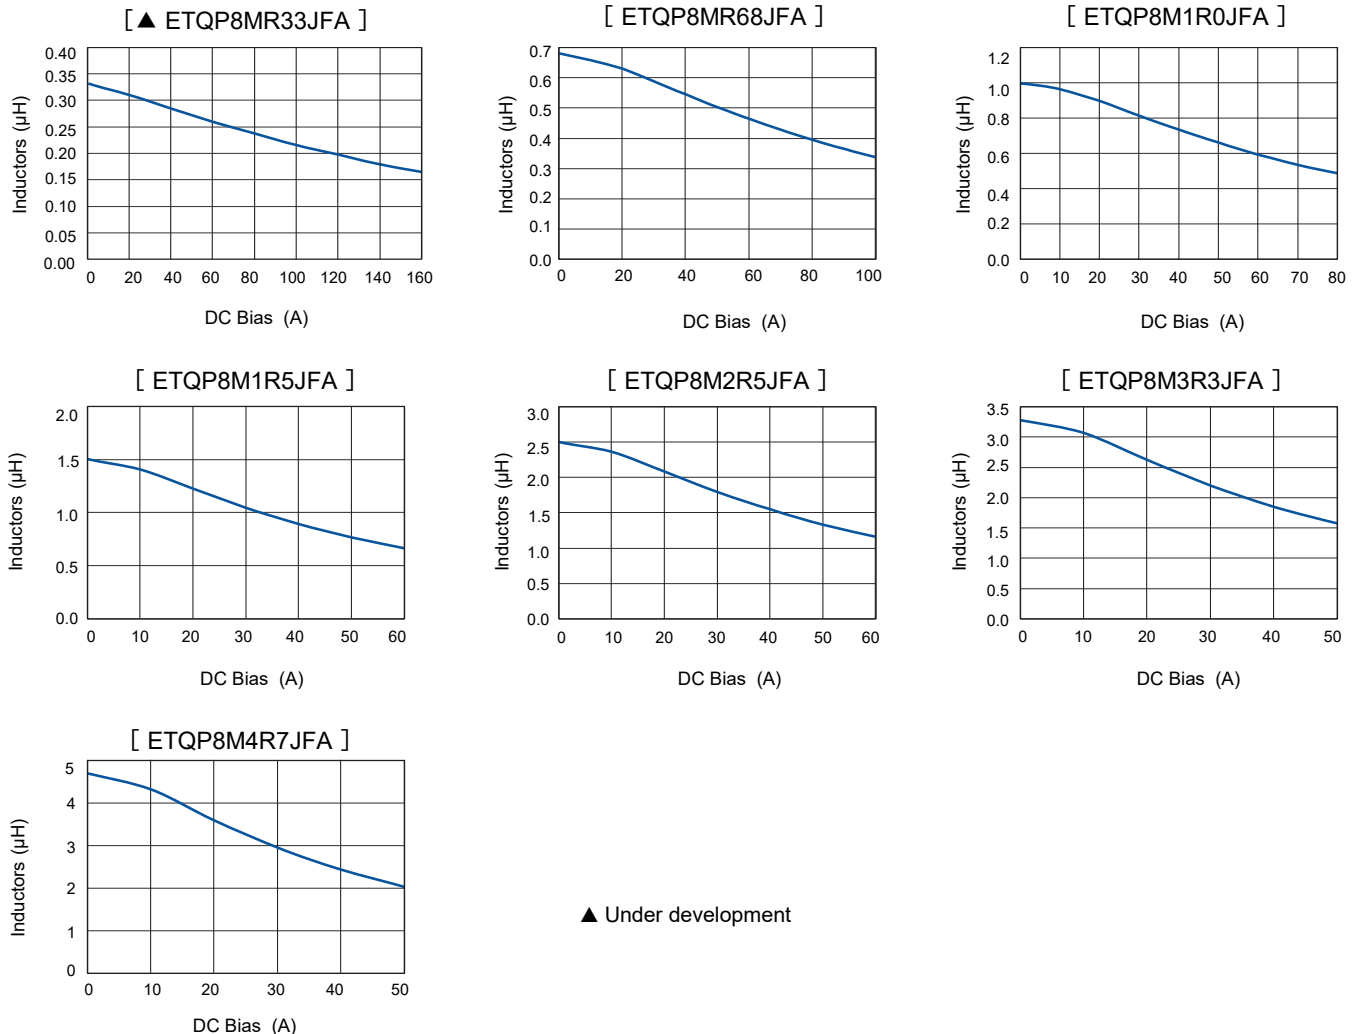 [ ▲ ETQP8MR33JFA ]
0.40
0.35
0.30
0.25
0.20
0.15
0.10
0.05
0.00
Inductors (µH)
0 20 40 60 80 100 120 140 160
DC Bias (A)
[ ETQP8MR68JFA ]
0.7
0.6
0.5
0.4
0.3
0.2
0.1
0.0
Inductors (µH)
0 20 40 60 80 100
DC Bias (A)
[ ETQP8M1R0JFA ]
1.2
1.0
0.8
0.6
0.4
0.2
0.0
Inductors (µH)
0 10 20 30 40 50 60 70 80
DC Bias (A)
[ ETQP8M1R5JFA ]
2.0
1.5
1.0
0.5
0.0
Inductors (µH)
0 10 20 30 40 50 60
DC Bias (A)
[ ETQP8M2R5JFA ]
3.0
2.5
2.0
1.5
1.0
0.5
0.0
Inductors (µH)
0 10 20 30 40 50 60
DC Bias (A)
[ ETQP8M3R3JFA ]
3.5
3.0
2.5
2.0
1.5
1.0
0.5
0.0
Inductors (µH)
0 10 20 30 40 50
DC Bias (A)
[ ETQP8M4R7JFA ]
5
4
3
2
1
0
Inductors (µH)
0 10 20 30 40 50
DC Bias (A)
▲ Under development